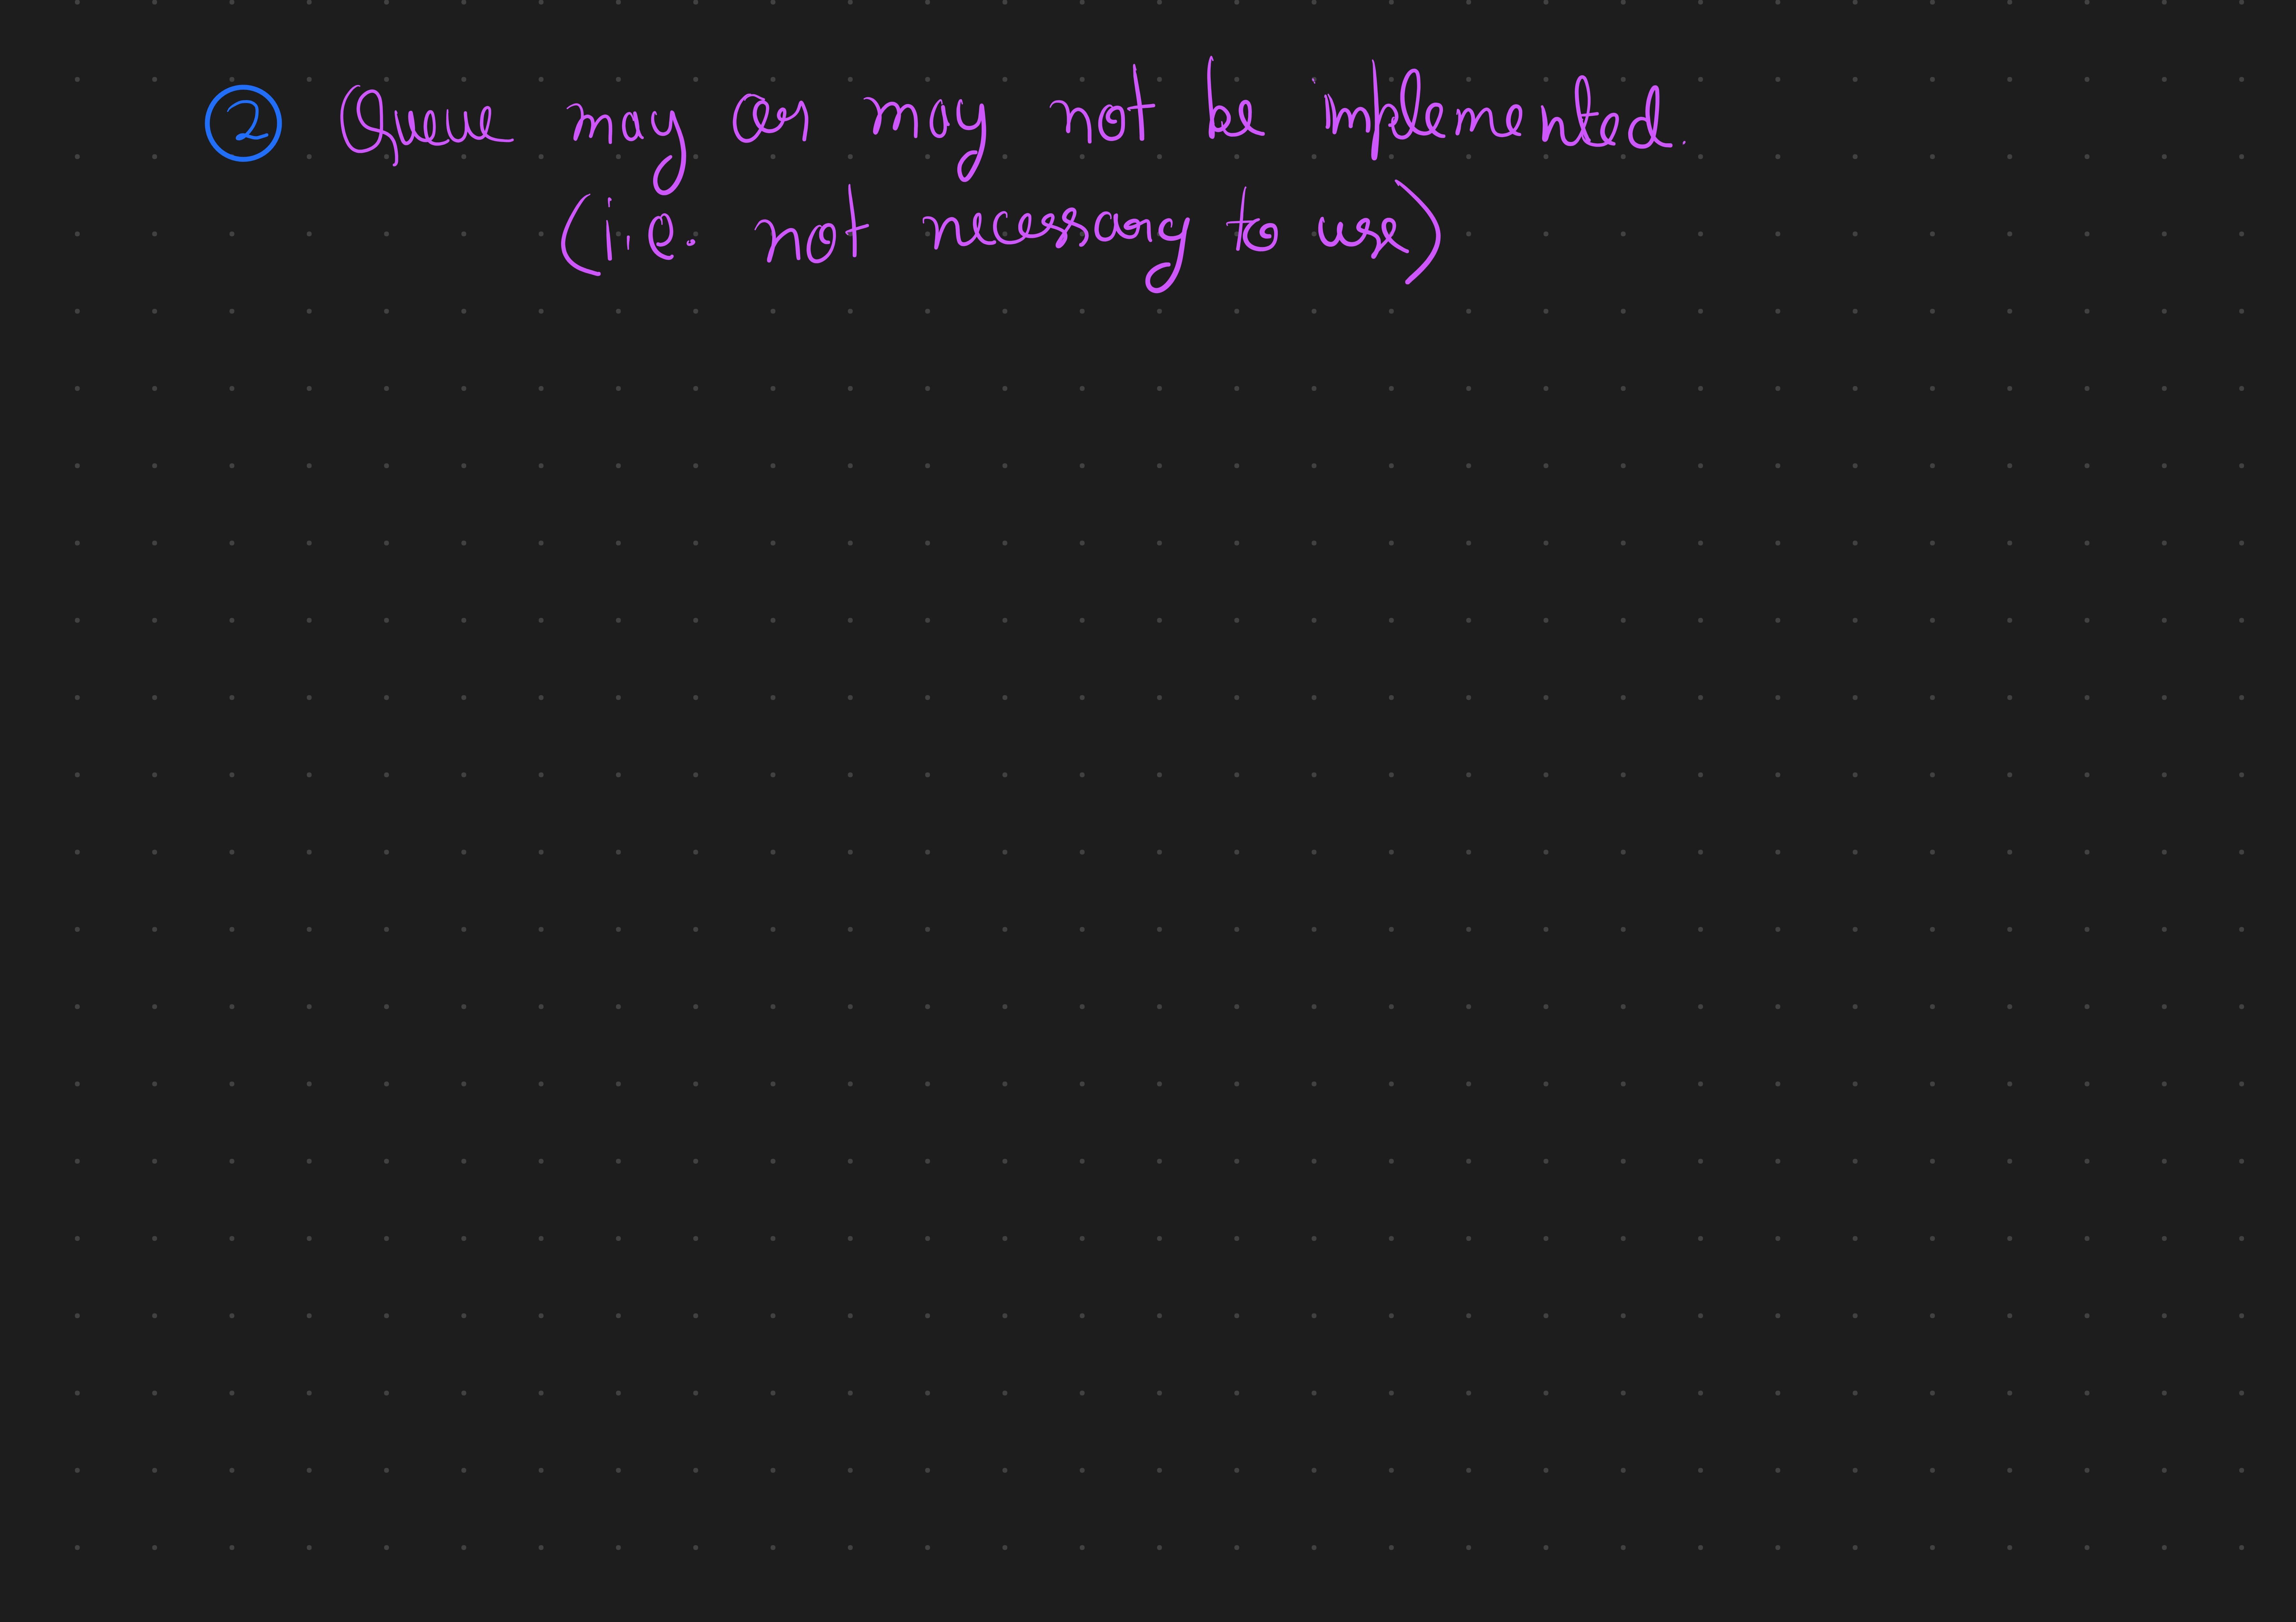 ② Queue may or may not be implemented.
(i.e. not necessary to use)